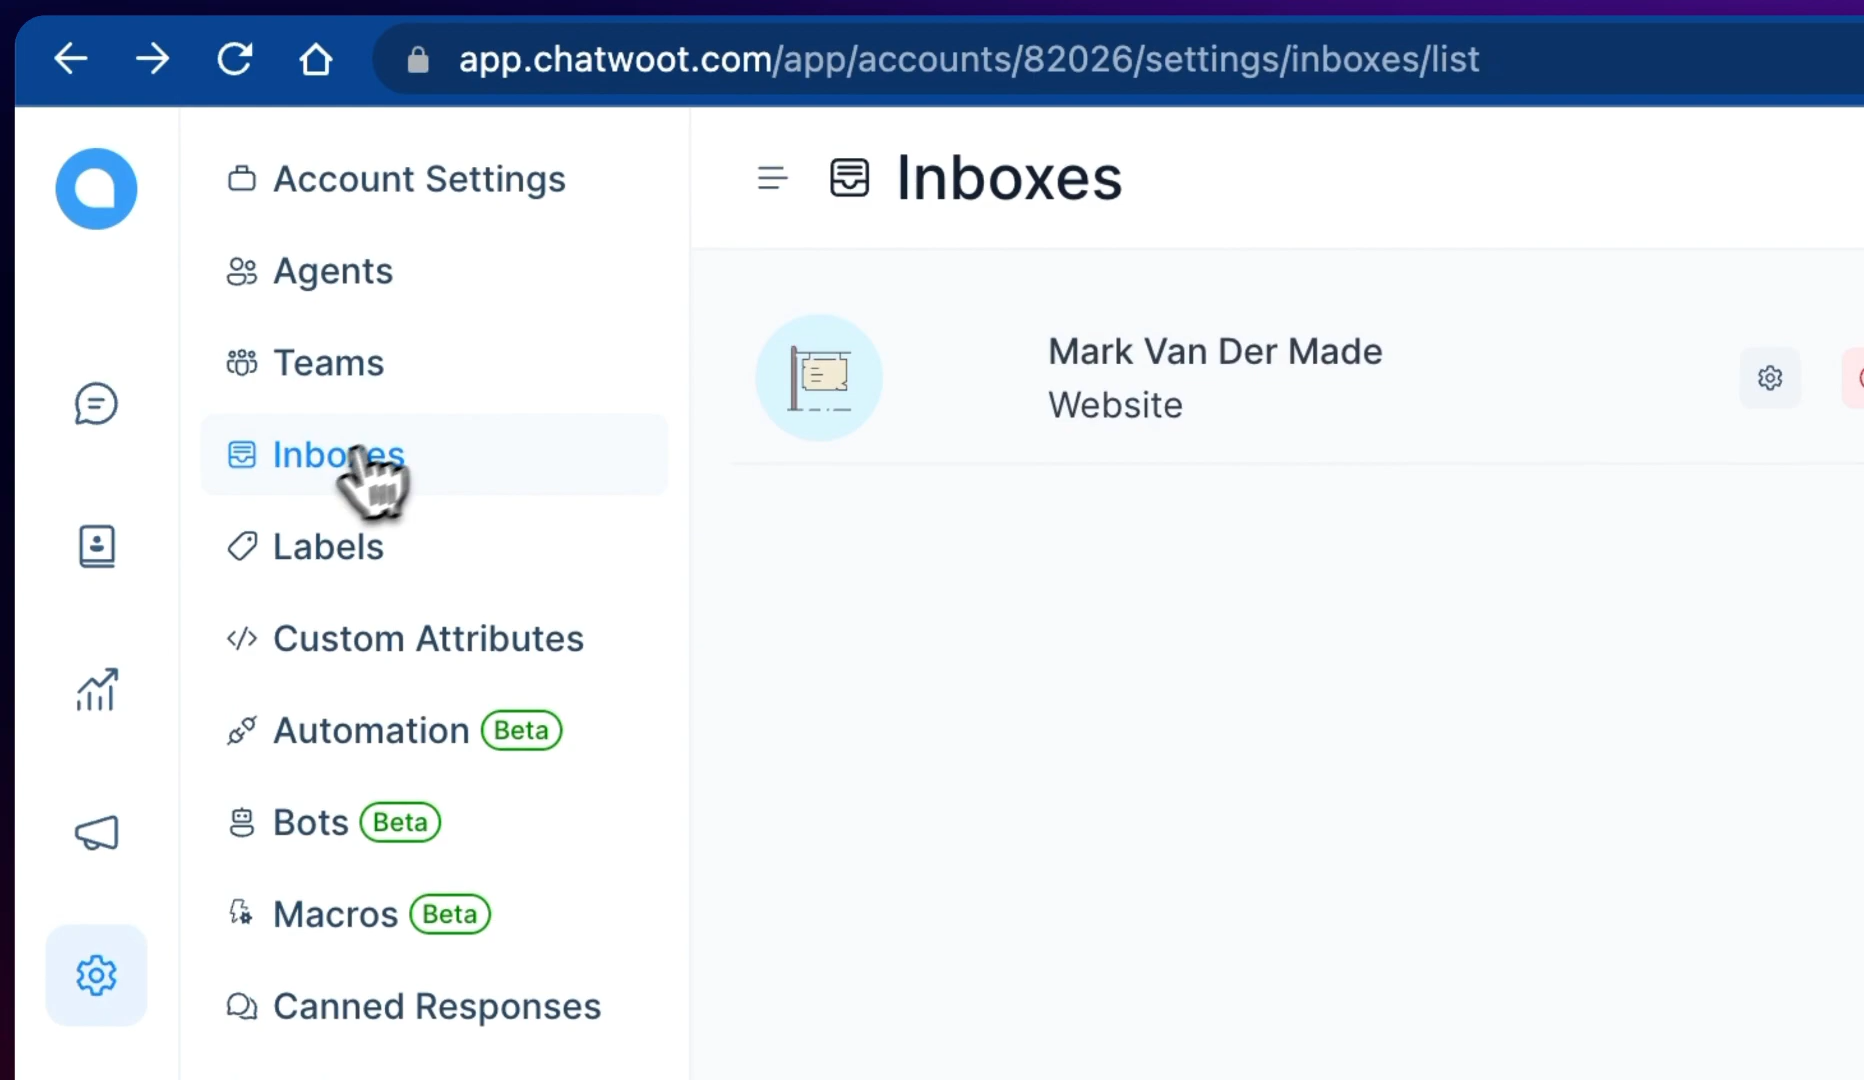 app.chatwoot.com/app/accounts/82026/settings/inboxes/list
Account Settings
Agents
Teams
Inboxes
Labels
Custom Attributes
Automation Beta
Bots Beta
Macros Beta
Canned Responses
Inboxes
Mark Van Der Made
Website